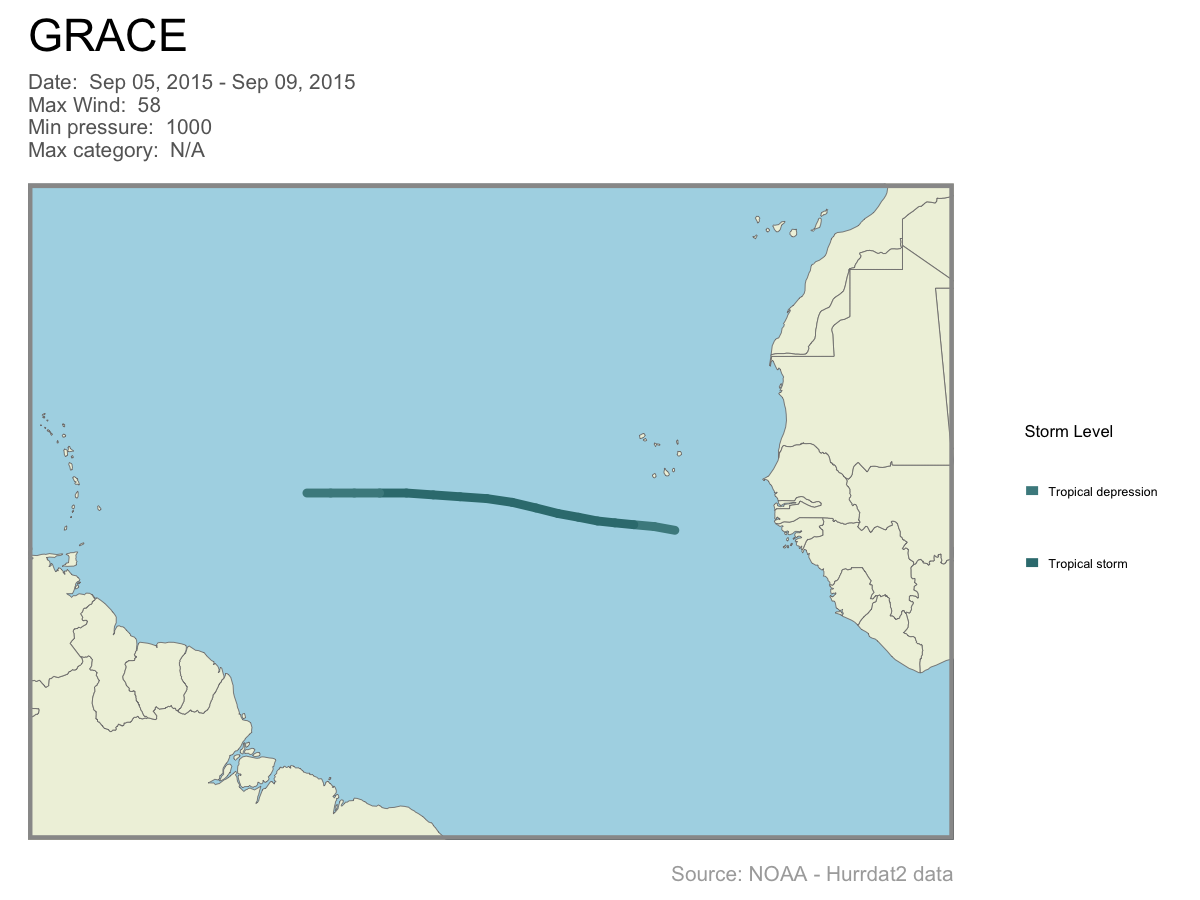 GRACE
Date:  Sep 05, 2015 - Sep 09, 2015
Max Wind:  58
Min pressure:  1000
Max category:  N/A
Storm Level
Tropical depression
Tropical storm
Source: NOAA - Hurrdat2 data